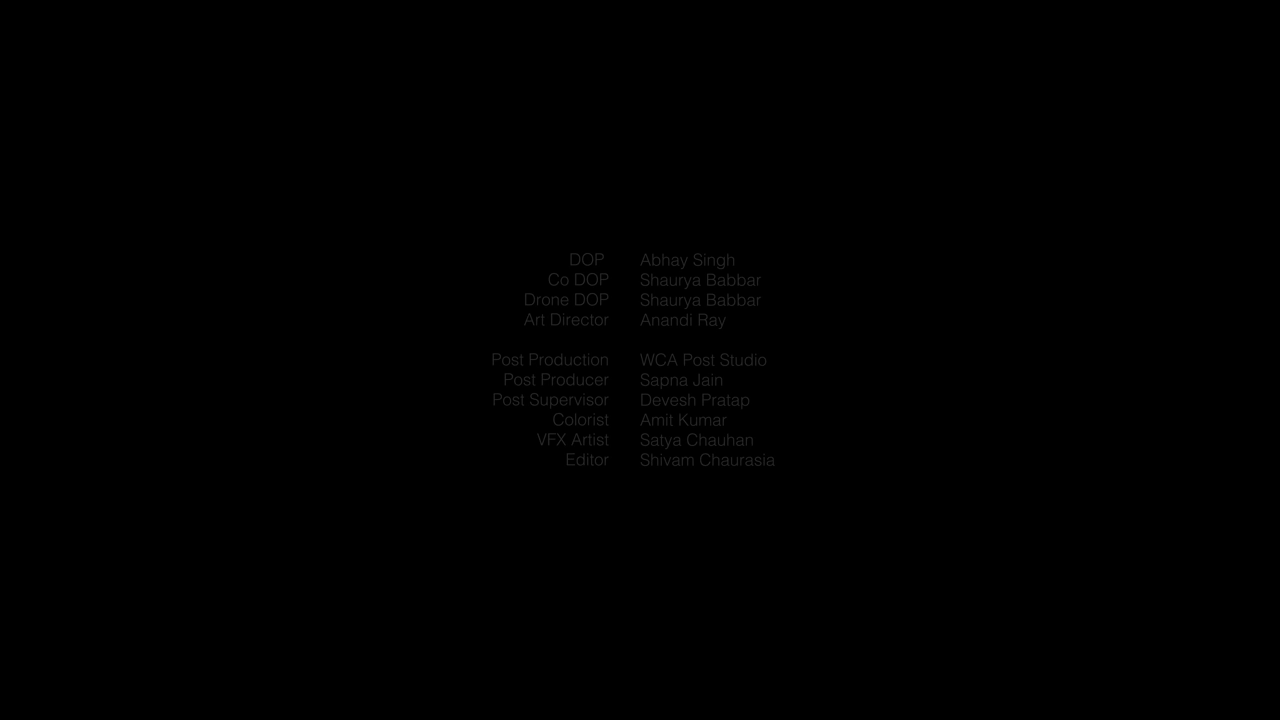 DOP Abhay Singh
Co DOP Shaurya Babbar
Drone DOP Shaurya Babbar
Art Director Anandi Ray
Post Production WCA Post Studio
Post Producer Sapna Jain
Post Supervisor Devesh Pratap
Colorist Amit Kumar
VFX Artist Satya Chauhan
Editor Shivam Chaurasia